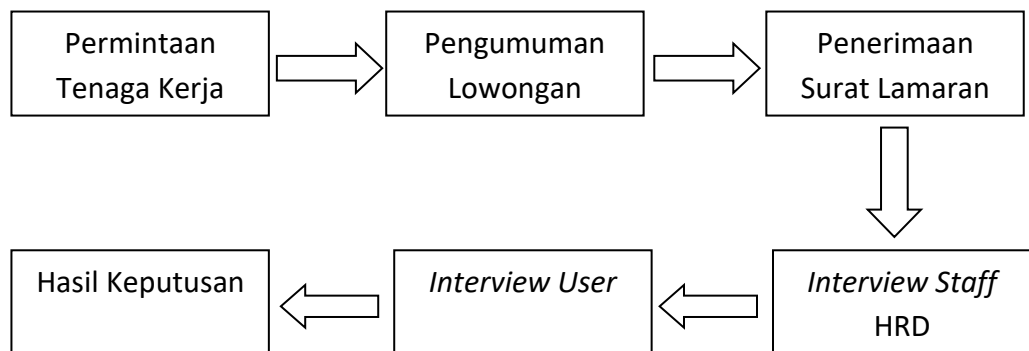 Permintaan
Tenaga Kerja
Pengumuman
Lowongan
Penerimaan
Surat Lamaran
Interview Staff
HRD
Interview User
Hasil Keputusan